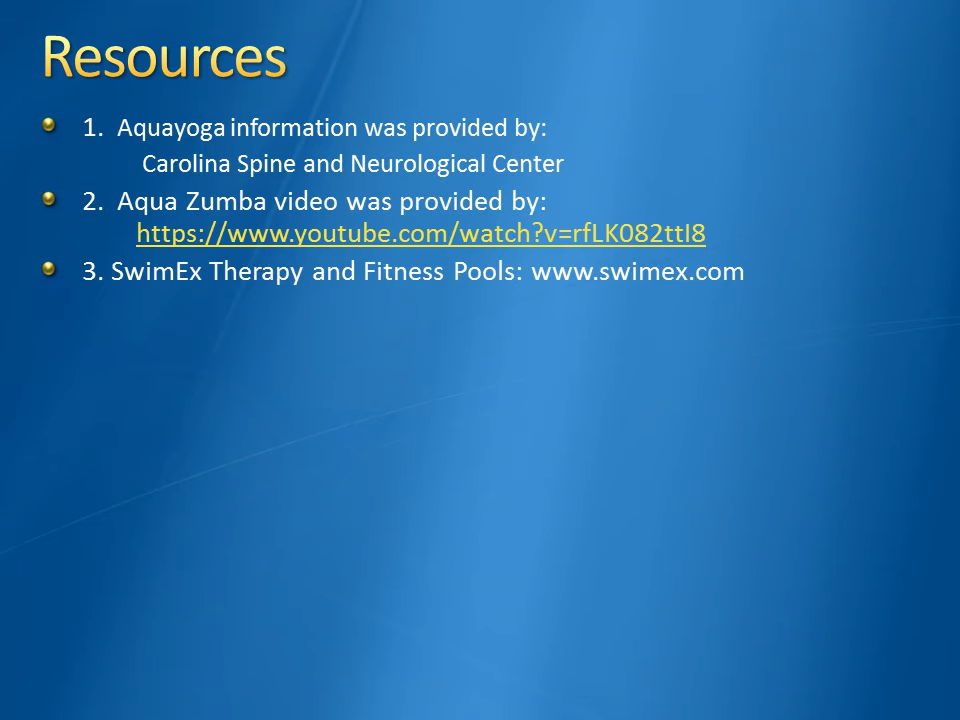 Resources
1. Aquayoga information was provided by:
Carolina Spine and Neurological Center
2. Aqua Zumba video was provided by:
https://www.youtube.com/watch?v=rfLK082ttI8
3. SwimEx Therapy and Fitness Pools: www.swimex.com